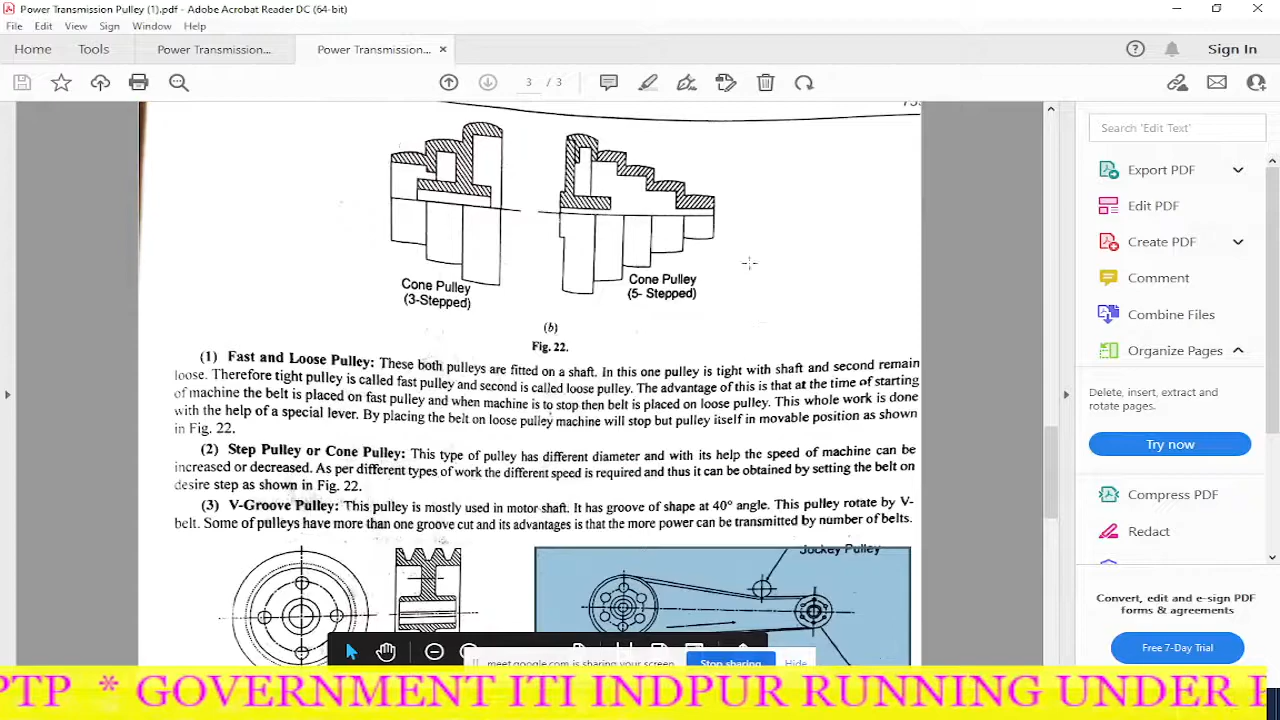 Power Transmission Pulley (1).pdf - Adobe Acrobat Reader DC (64-bit)
File Edit View Sign Window Help
Home Tools Power Transmission... Power Transmission... × Sign In
3 / 3
Search 'Edit Text'
Export PDF
Edit PDF
Create PDF
Comment
Combine Files
Organize Pages
Delete, insert, extract and
rotate pages.
Try now
Compress PDF
Redact
Convert, edit and e-sign PDF
forms & agreements
Free 7-Day Trial
Cone Pulley
(3-Stepped)
Cone Pulley
(5- Stepped)
(b)
Fig. 22.
(1) Fast and Loose Pulley: These both pulleys are fitted on a shaft. In this one pulley is tight with shaft and second remain
loose. Therefore tight pulley is called fast pulley and second is called loose pulley. The advantage of this is that at the time of starting
of machine the belt is placed on fast pulley and when machine is to stop then belt is placed on loose pulley. This whole work is done
with the help of a special lever. By placing the belt on loose pulley machine will stop but pulley itself in movable position as shown
in Fig. 22.
(2) Step Pulley or Cone Pulley: This type of pulley has different diameter and with its help the speed of machine can be
increased or decreased. As per different types of work the different speed is required and thus it can be obtained by setting the belt on
desire step as shown in Fig. 22.
(3) V-Groove Pulley: This pulley is mostly used in motor shaft. It has groove of shape at 40° angle. This pulley rotate by V-
belt. Some of pulleys have more than one groove cut and its advantages is that the more power can be transmitted by number of belts.
Jockey Pulley
meet.google.com is sharing your screen. Stop sharing Hide
PTP * GOVERNMENT ITI INDPUR RUNNING UNDER P